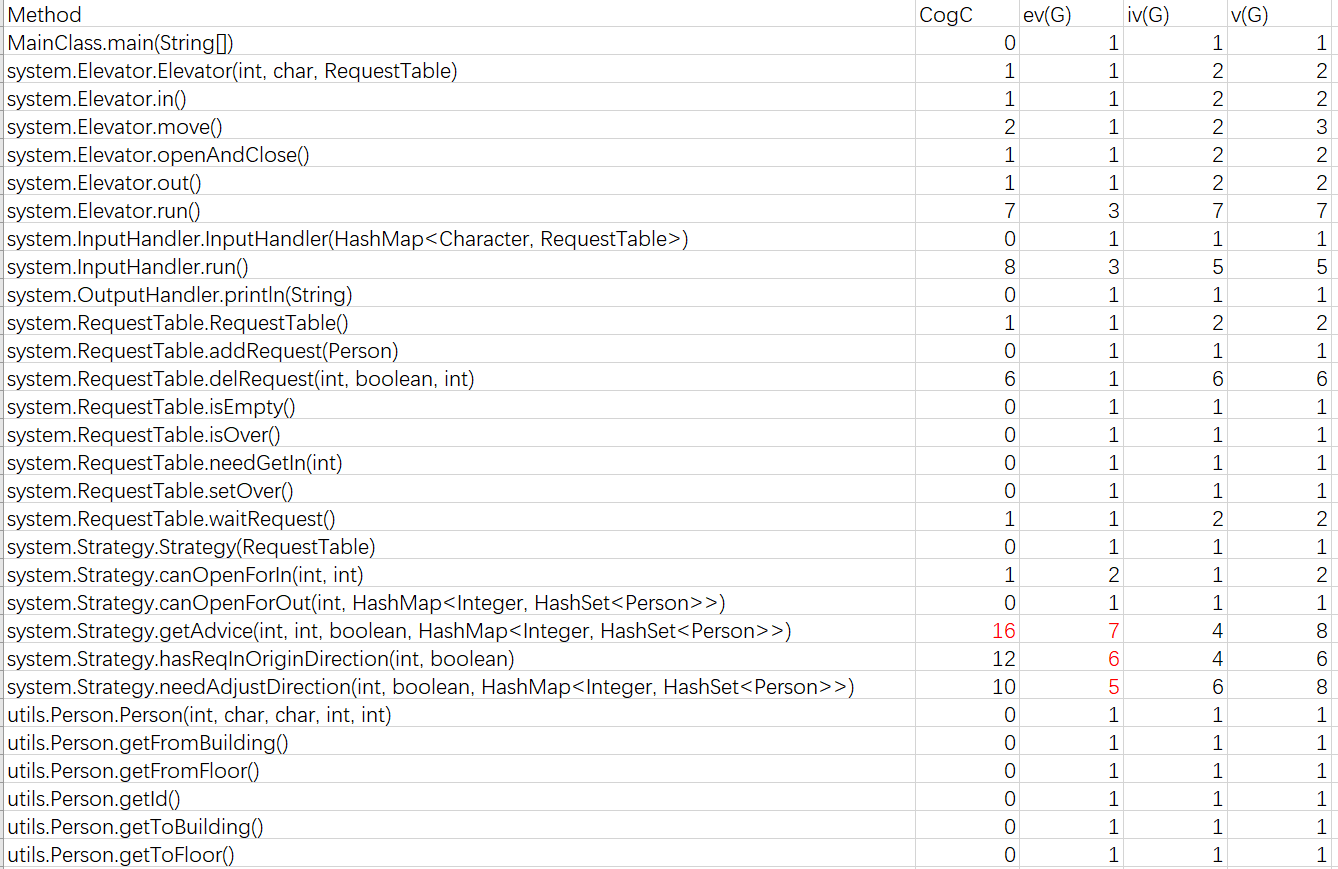 Method CogC ev(G) iv(G) v(G)
MainClass.main(String[]) 0 1 1 1
system.Elevator.Elevator(int, char, RequestTable) 1 1 2 2
system.Elevator.in() 1 1 2 2
system.Elevator.move() 2 1 2 3
system.Elevator.openAndClose() 1 1 2 2
system.Elevator.out() 1 1 2 2
system.Elevator.run() 7 3 7 7
system.InputHandler.InputHandler(HashMap<Character, RequestTable>) 0 1 1 1
system.InputHandler.run() 8 3 5 5
system.OutputHandler.println(String) 0 1 1 1
system.RequestTable.RequestTable() 1 1 2 2
system.RequestTable.addRequest(Person) 0 1 1 1
system.RequestTable.delRequest(int, boolean, int) 6 1 6 6
system.RequestTable.isEmpty() 0 1 1 1
system.RequestTable.isOver() 0 1 1 1
system.RequestTable.needGetIn(int) 0 1 1 1
system.RequestTable.setOver() 0 1 1 1
system.RequestTable.waitRequest() 1 1 2 2
system.Strategy.Strategy(RequestTable) 0 1 1 1
system.Strategy.canOpenForIn(int, int) 1 2 1 2
system.Strategy.canOpenForOut(int, HashMap<Integer, HashSet<Person>>) 0 1 1 1
system.Strategy.getAdvice(int, int, boolean, HashMap<Integer, HashSet<Person>>) 16 7 4 8
system.Strategy.hasReqInOriginDirection(int, boolean) 12 6 4 6
system.Strategy.needAdjustDirection(int, boolean, HashMap<Integer, HashSet<Person>>) 10 5 6 8
utils.Person.Person(int, char, char, int, int) 0 1 1 1
utils.Person.getFromBuilding() 0 1 1 1
utils.Person.getFromFloor() 0 1 1 1
utils.Person.getId() 0 1 1 1
utils.Person.getToBuilding() 0 1 1 1
utils.Person.getToFloor() 0 1 1 1